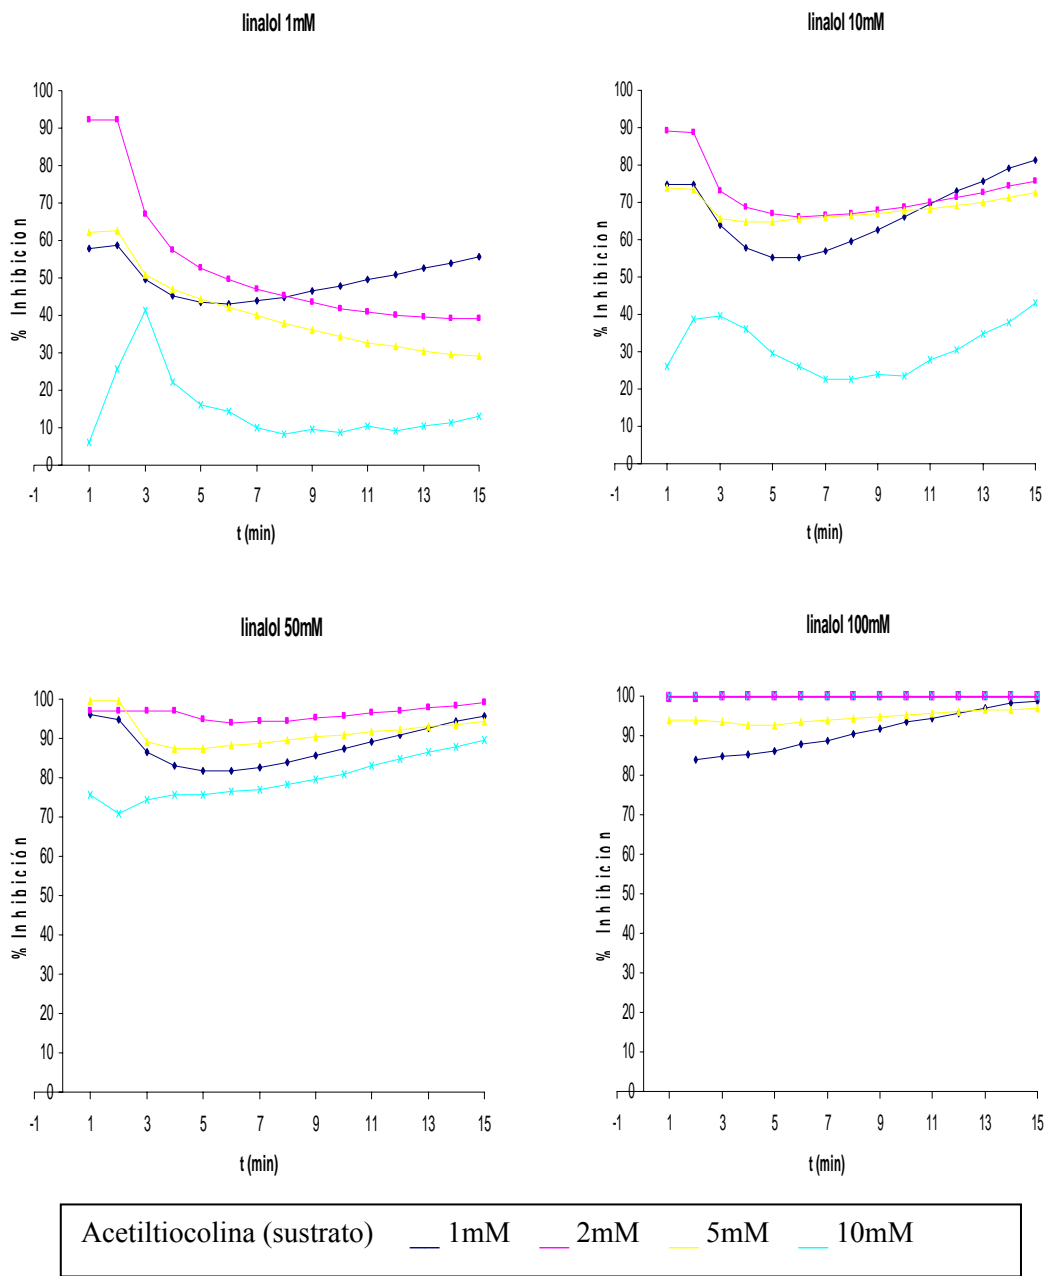 linalol 1mM
100
90
80
70
60
50
40
30
20
10
0
% Inhibicion
-1 1 3 5 7 9 11 13 15
t (min)
linalol 10mM
100
90
80
70
60
50
40
30
20
10
0
% Inhibicion
-1 1 3 5 7 9 11 13 15
t (min)
linalol 50mM
100
90
80
70
60
50
40
30
20
10
0
% Inhibición
-1 1 3 5 7 9 11 13 15
t (min)
linalol 100mM
100
90
80
70
60
50
40
30
20
10
0
% Inhibicion
-1 1 3 5 7 9 11 13 15
t (min)
Acetiltiocolina (sustrato) 1mM 2mM 5mM 10mM